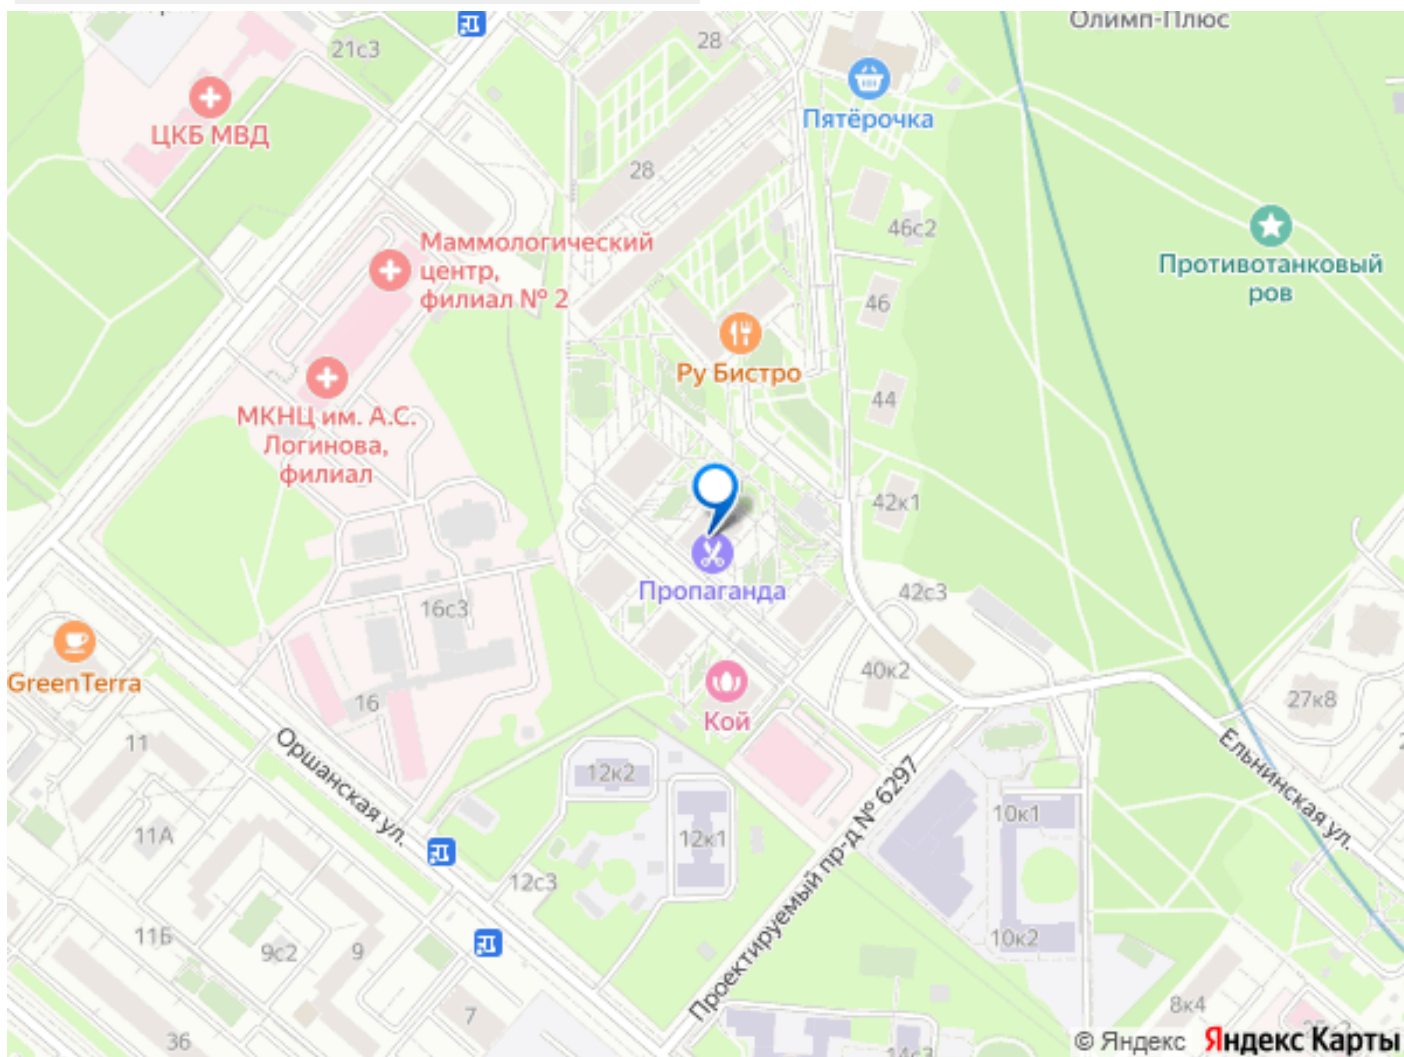 Олимп-Плюс
28
21с3
ЦКБ МВД
Пятёрочка
28
46с2
Маммологический
центр,
филиал № 2
Противотанковый
ров
46
Ру Бистро
44
МКНЦ им. А.С.
Логинова,
филиал
42к1
Пропаганда
42с3
16с3
GreenTerra
40к2
16
Кой
27к8
11
Оршанская ул.
12к2
Ельнинская ул.
10к1
11А
12к1
Проектируемый пр-д № 6297
12с3
11Б
9с2
9
10к2
7
8к4
36
14с3
© Яндекс Яндекс Карты